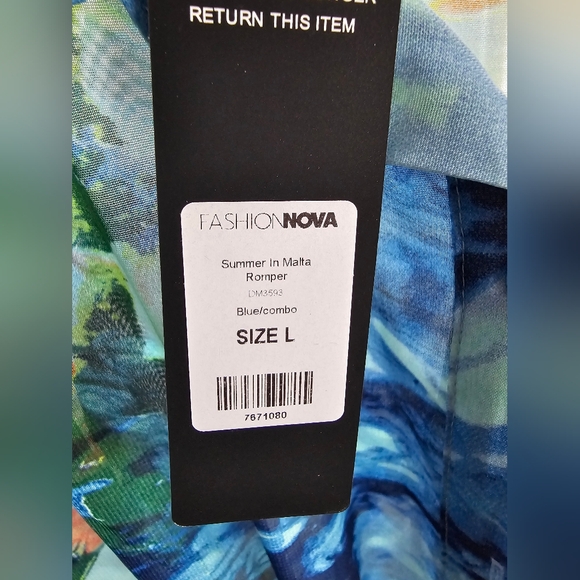 RETURN THIS ITEM
FASHIONNOVA
Summer In Malta
Romper
DM3593
Blue/combo
SIZE L
7671080